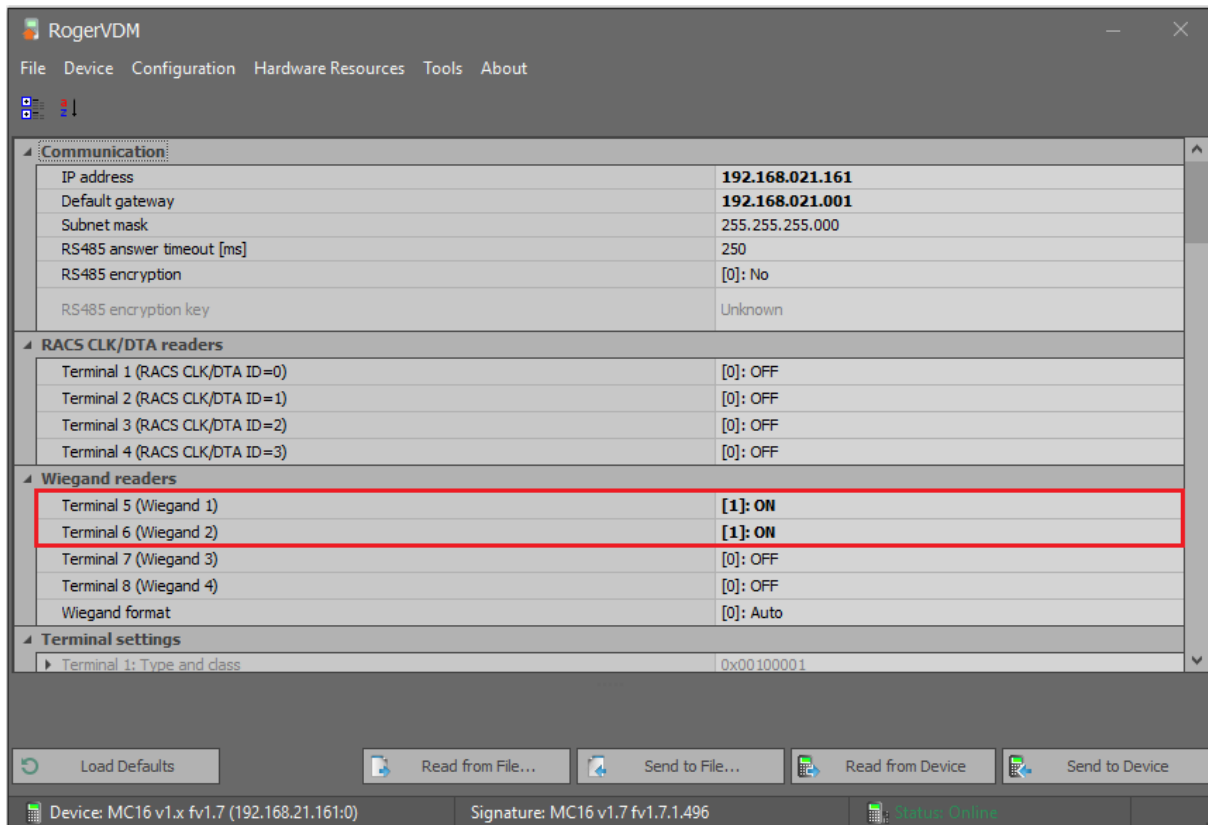 RogerVDM
File Device Configuration Hardware Resources Tools About
Communication
IP address 192.168.021.161
Default gateway 192.168.021.001
Subnet mask 255.255.255.000
RS485 answer timeout [ms] 250
RS485 encryption [0]: No
RS485 encryption key Unknown
RACS CLK/DTA readers
Terminal 1 (RACS CLK/DTA ID=0) [0]: OFF
Terminal 2 (RACS CLK/DTA ID=1) [0]: OFF
Terminal 3 (RACS CLK/DTA ID=2) [0]: OFF
Terminal 4 (RACS CLK/DTA ID=3) [0]: OFF
Wiegand readers
Terminal 5 (Wiegand 1) [1]: ON
Terminal 6 (Wiegand 2) [1]: ON
Terminal 7 (Wiegand 3) [0]: OFF
Terminal 8 (Wiegand 4) [0]: OFF
Wiegand format [0]: Auto
Terminal settings
Terminal 1: Type and class 0x00100001
Load Defaults Read from File... Send to File... Read from Device Send to Device
Device: MC16 v1.x fv1.7 (192.168.21.161:0) Signature: MC16 v1.7 fv1.7.1.496 Status: Online